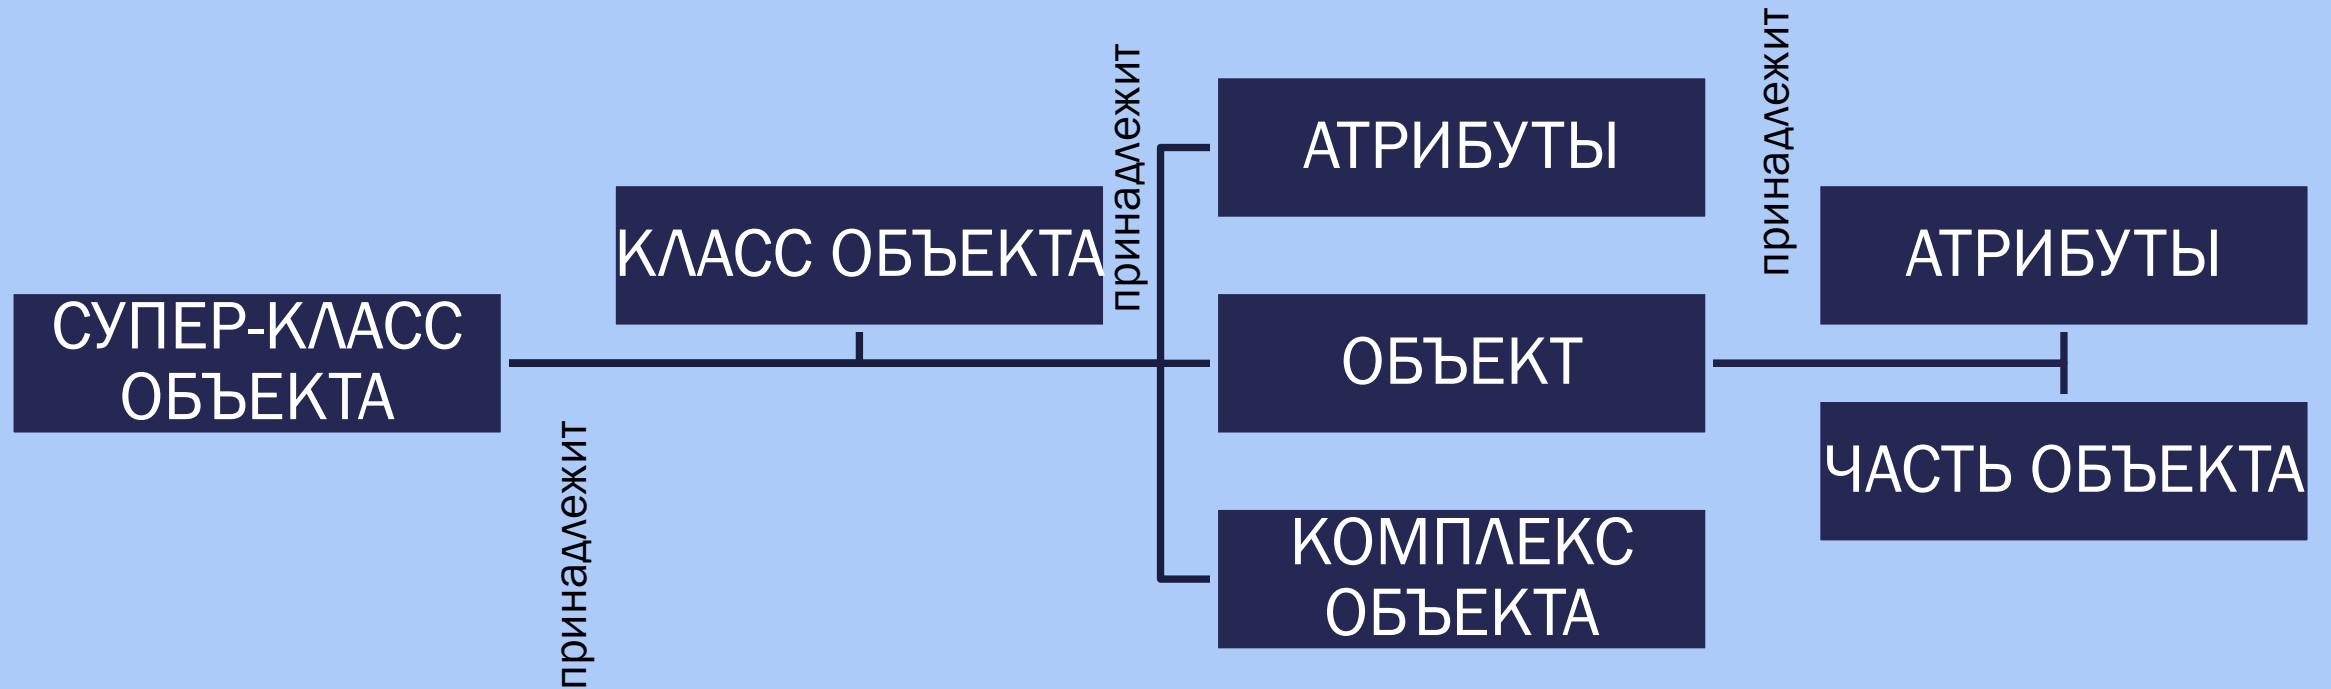 СУПЕР-КЛАСС
ОБЪЕКТА
принадлежит
КЛАСС ОБЪЕКТА
принадлежит
АТРИБУТЫ
ОБЪЕКТ
КОМПЛЕКС
ОБЪЕКТА
принадлежит
АТРИБУТЫ
ЧАСТЬ ОБЪЕКТА